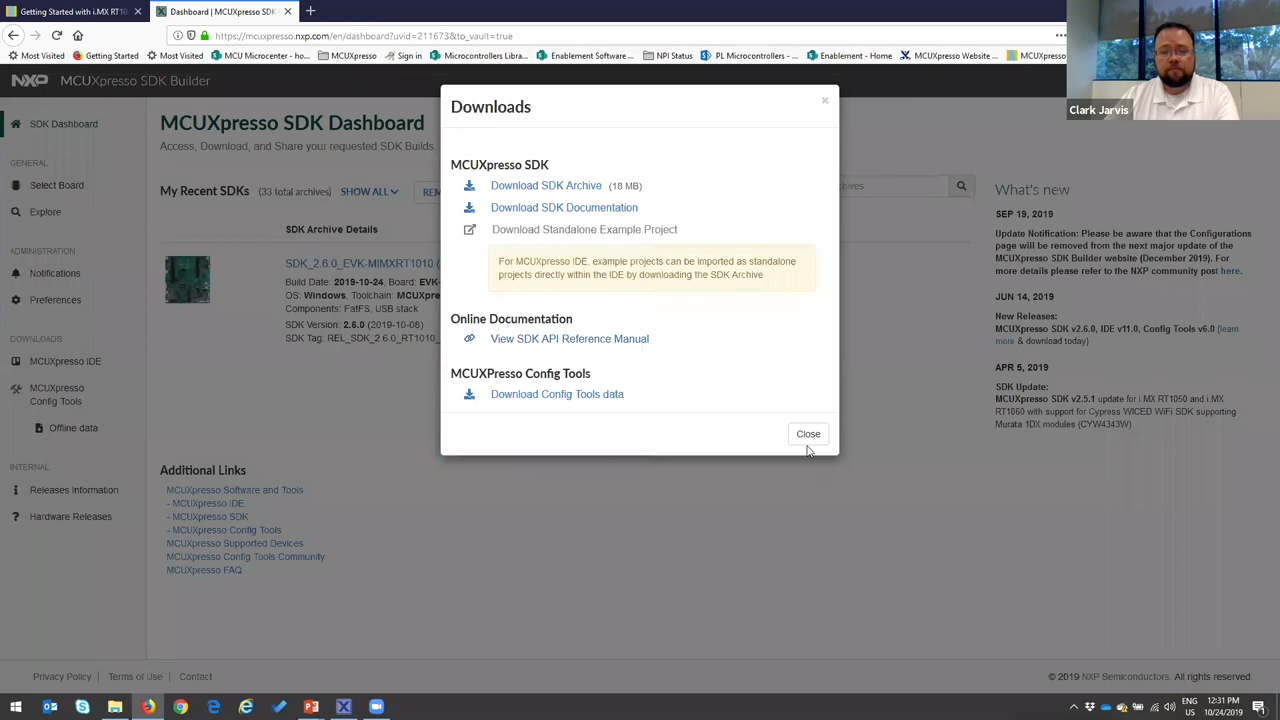 Getting Started with i.MX RT10
Dashboard | MCUXpresso SDK
https://mcuxpresso.nxp.com/en/dashboard?uvid=211673&to_vault=true
Most Visited
Getting Started
MCU Microcenter - ho...
MCUXpresso
Sign in
Microcontrollers Libra...
Enablement Software...
NPI Status
PL Microcontrollers - ...
Enablement - Home
MCUXpresso Website ...
MCUXpresso
Clark Jarvis
NXP MCUXpresso SDK Builder
SDK Dashboard
GENERAL
Select Board
Explore
ADMINISTRATION
Notifications
Preferences
DOWNLOADS
MCUXpresso IDE
MCUXpresso
Config Tools
Offline data
INTERNAL
Releases Information
Hardware Releases
MCUXpresso SDK Dashboard
Access, Download, and Share your requested SDK Builds.
My Recent SDKs (33 total archives) SHOW ALL REM
SDK Archive Details
SDK_2.6.0_EVK-MIMXRT1010 (
Build Date: 2019-10-24, Board: EVK-
OS: Windows, Toolchain: MCUXpr
Components: FatFS, USB stack
SDK Version: 2.6.0 (2019-10-08)
SDK Tag: REL_SDK_2.6.0_RT1010_
Additional Links
MCUXpresso Software and Tools
- MCUXpresso IDE
- MCUXpresso SDK
- MCUXpresso Config Tools
MCUXpresso Supported Devices
MCUXpresso Config Tools Community
MCUXpresso FAQ
Downloads
×
MCUXpresso SDK
Download SDK Archive (18 MB)
Download SDK Documentation
Download Standalone Example Project
For MCUXpresso IDE, example projects can be imported as standalone
projects directly within the IDE by downloading the SDK Archive
Online Documentation
View SDK API Reference Manual
MCUXPresso Config Tools
Download Config Tools data
Close
chives
What's new
SEP 19, 2019
Update Notification: Please be aware that the Configurations
page will be removed from the next major update of the
MCUXpresso SDK Builder website (December 2019). For
more details please refer to the NXP community post here.
JUN 14, 2019
New Releases:
MCUXpresso SDK v2.6.0, IDE v11.0, Config Tools v6.0 (learn
more & download today)
APR 5, 2019
SDK Update:
MCUXpresso SDK v2.5.1 update for i.MX RT1050 and i.MX
RT1060 with support for Cypress WICED WiFi SDK supporting
Murata 1DX modules (CYW4343W)
Privacy Policy | Terms of Use | Contact
© 2019 NXP Semiconductors. All rights reserved.
ENG
US
12:31 PM
10/24/2019